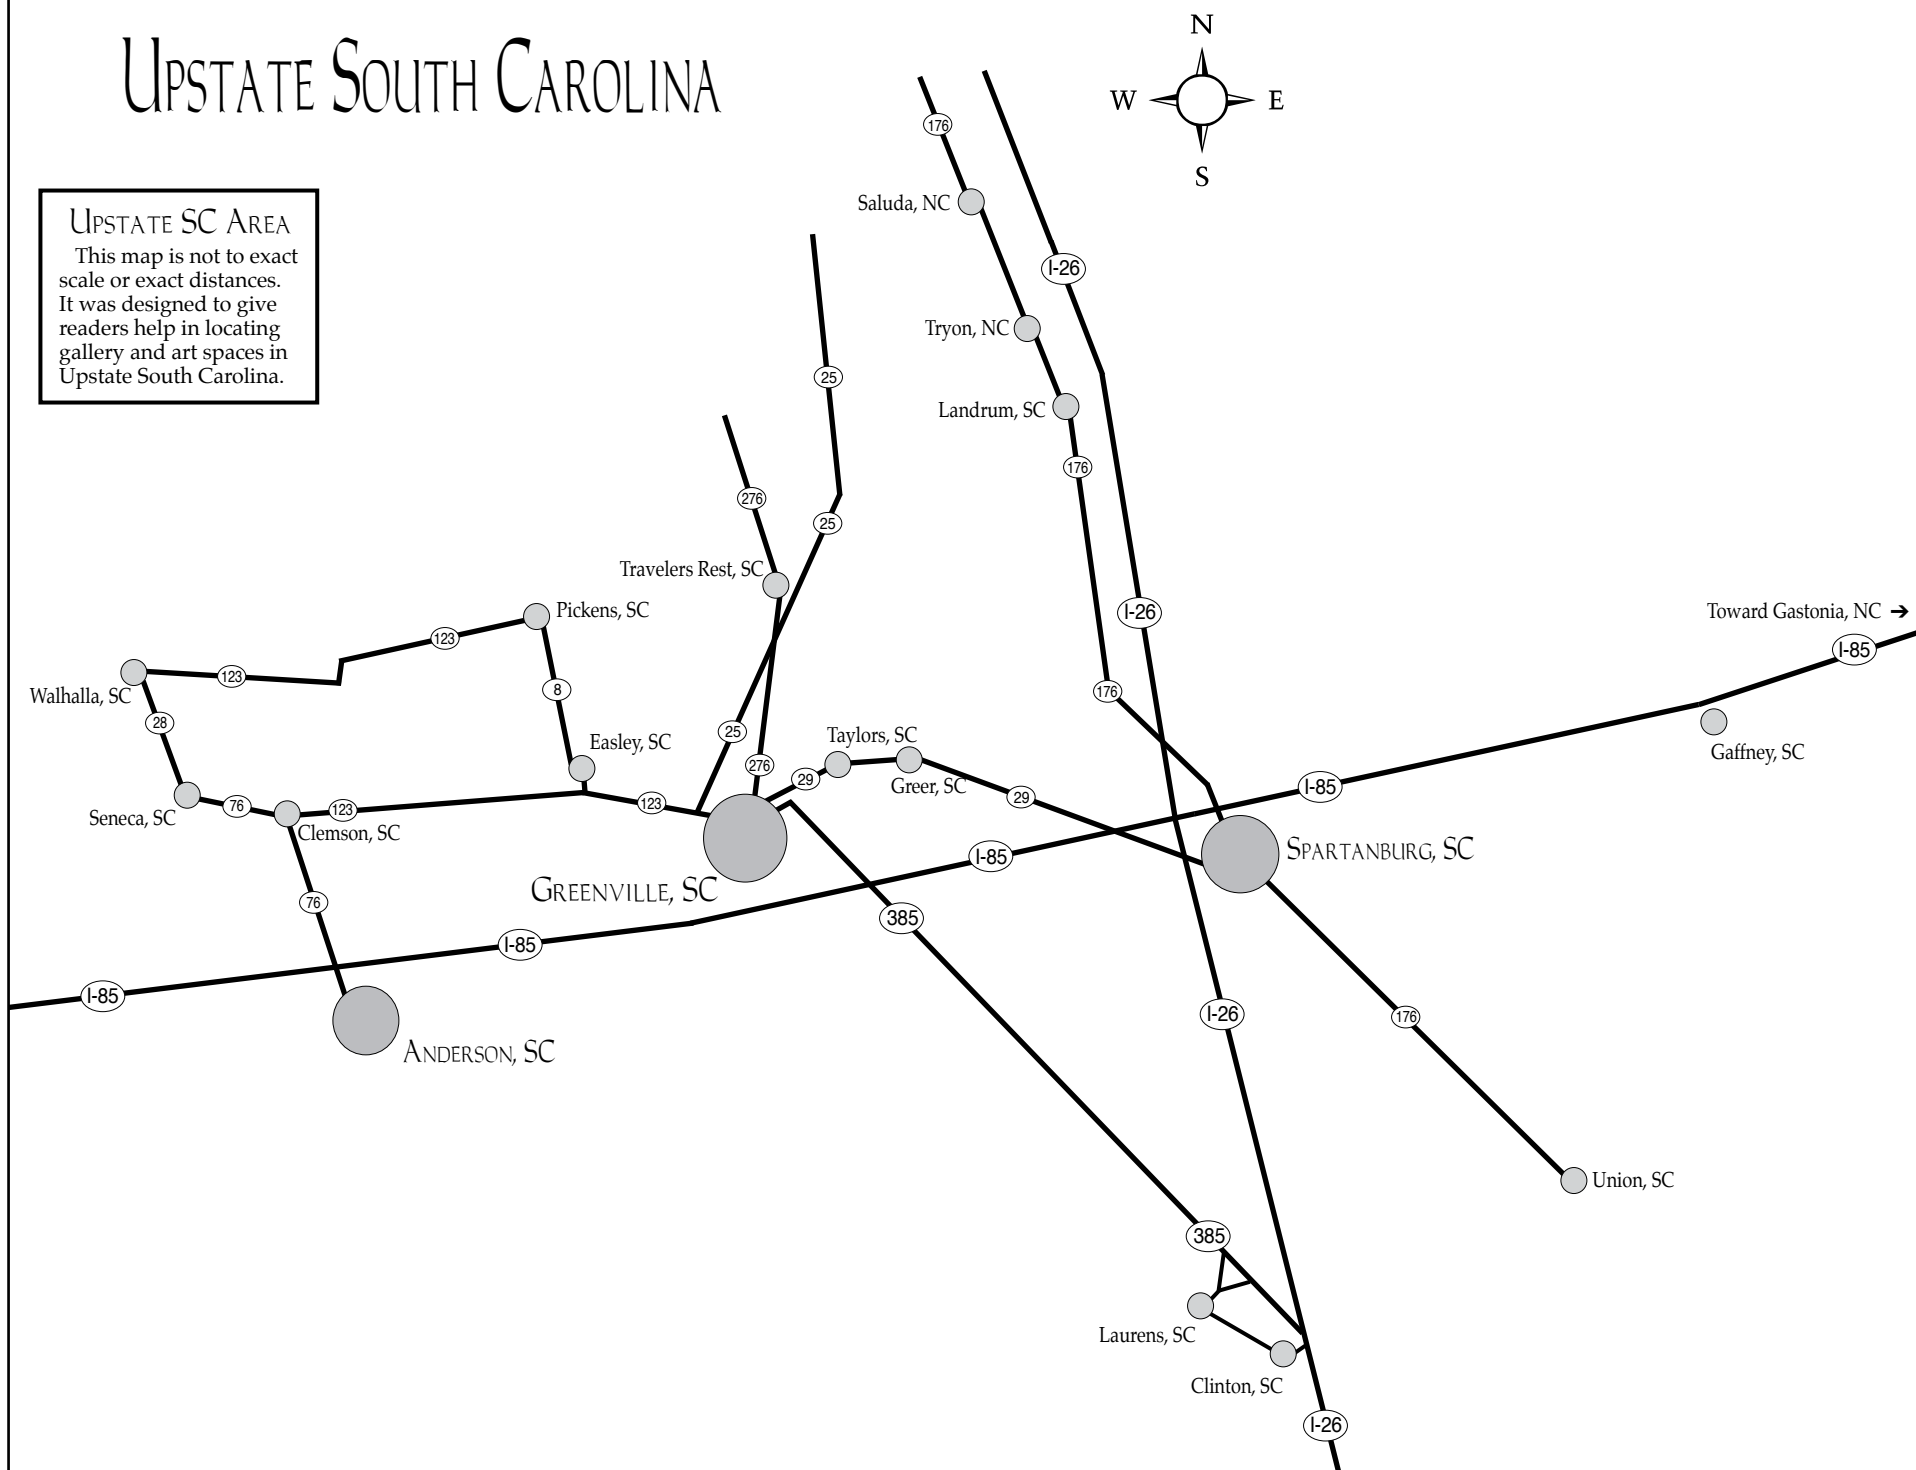 UPSTATE SOUTH CAROLINA
N
W E
S
176
UPSTATE SC AREA
This map is not to exact
scale or exact distances.
It was designed to give
readers help in locating
gallery and art spaces in
Upstate South Carolina.
Saluda, NC
I-26
Tryon, NC
25
Landrum, SC
176
276
25
Travelers Rest, SC
Pickens, SC
I-26
Toward Gastonia, NC ➔
123
I-85
123
Walhalla, SC
8
176
28
25
Easley, SC
Taylors, SC
Gaffney, SC
276
29
Greer, SC
I-85
Seneca, SC
76
123
123
29
Clemson, SC
SPARTANBURG, SC
I-85
GREENVILLE, SC
76
385
I-85
I-85
I-26
176
ANDERSON, SC
Union, SC
385
Laurens, SC
Clinton, SC
I-26